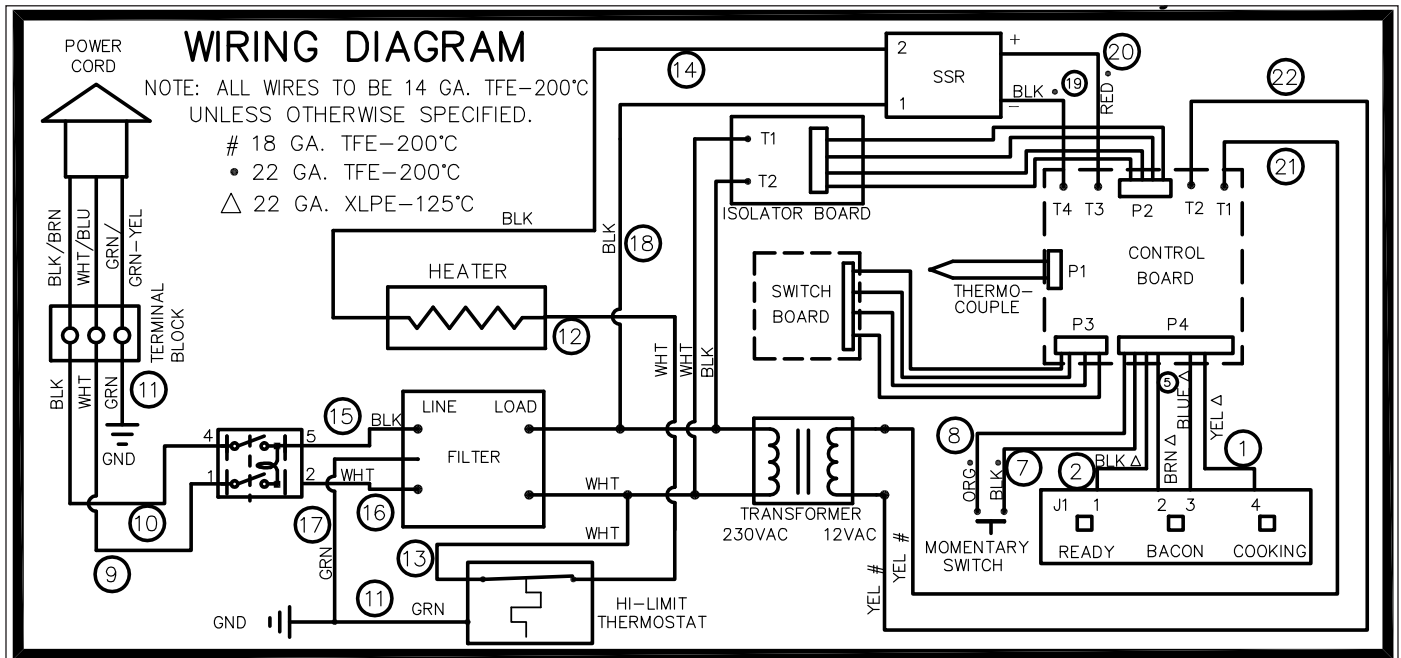 WIRING DIAGRAM
NOTE: ALL WIRES TO BE 14 GA. TFE-200°C
UNLESS OTHERWISE SPECIFIED.
# 18 GA. TFE-200°C
• 22 GA. TFE-200°C
△ 22 GA. XLPE-125°C
POWER
CORD
BLK/BRN
WHT/BLU
GRN/
GRN-YEL
TERMINAL
BLOCK
BLK
WHT
GRN
11
GND
4
5
1
2
10
9
15
BLK
WHT
16
17
GRN
LINE
LOAD
FILTER
HEATER
12
BLK
14
BLK
18
WHT
WHT
BLK
WHT
WHT
13
GND
11
GRN
HI-LIMIT
THERMOSTAT
2
SSR
1
+
-
BLK •
19
20
RED •
22
21
T1
T2
ISOLATOR BOARD
T4
T3
P2
T2
T1
CONTROL
BOARD
P1
THERMO-
COUPLE
SWITCH
BOARD
P3
P4
TRANSFORMER
230VAC
12VAC
YEL #
YEL #
8
ORG •
BLK •
7
2
BLK △
5
BRN △
BLUE △
YEL △
1
MOMENTARY
SWITCH
J1
1
2
3
4
READY
BACON
COOKING